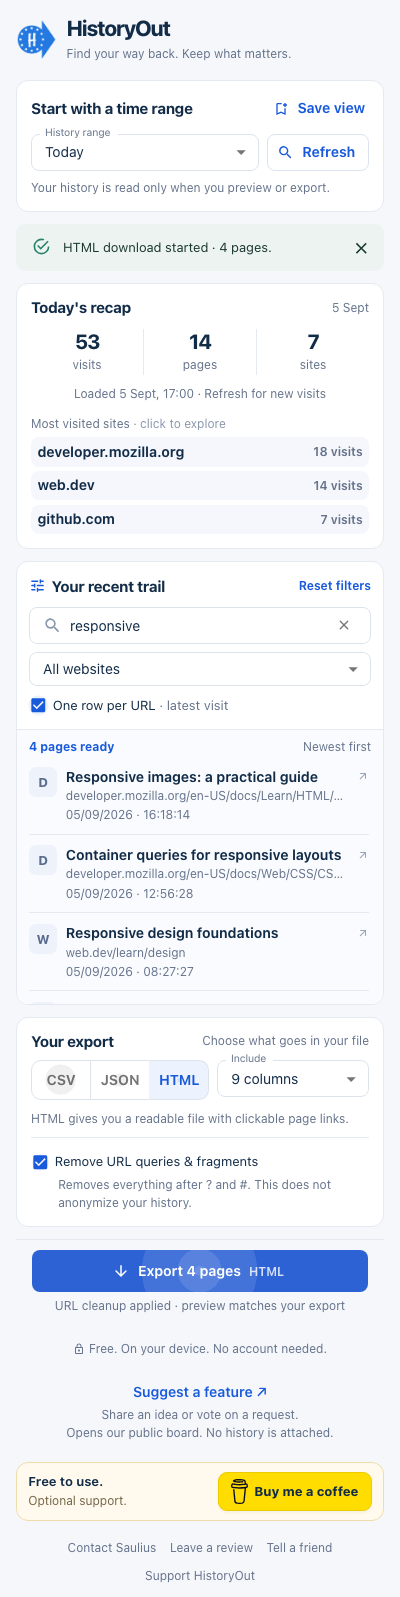 H
HistoryOut
Find your way back. Keep what matters.
Start with a time range
Save view
History range
Today
Refresh
Your history is read only when you preview or export.
HTML download started · 4 pages.
Today's recap
5 Sept
53
14
7
visits
pages
sites
Loaded 5 Sept, 17:00 · Refresh for new visits
Most visited sites · click to explore
developer.mozilla.org
18 visits
web.dev
14 visits
github.com
7 visits
Your recent trail
Reset filters
responsive
All websites
One row per URL · latest visit
4 pages ready
Newest first
D
Responsive images: a practical guide
developer.mozilla.org/en-US/docs/Learn/HTML/...
05/09/2026 · 16:18:14
D
Container queries for responsive layouts
developer.mozilla.org/en-US/docs/Web/CSS/CS...
05/09/2026 · 12:56:28
W
Responsive design foundations
web.dev/learn/design
05/09/2026 · 08:27:27
Your export
Choose what goes in your file
CSV
JSON
HTML
Include
9 columns
HTML gives you a readable file with clickable page links.
Remove URL queries & fragments
Removes everything after ? and #. This does not
anonymize your history.
Export 4 pages HTML
URL cleanup applied · preview matches your export
Free. On your device. No account needed.
Suggest a feature ↗
Share an idea or vote on a request.
Opens our public board. No history is attached.
Free to use.
Optional support.
Buy me a coffee
Contact Saulius
Leave a review
Tell a friend
Support HistoryOut